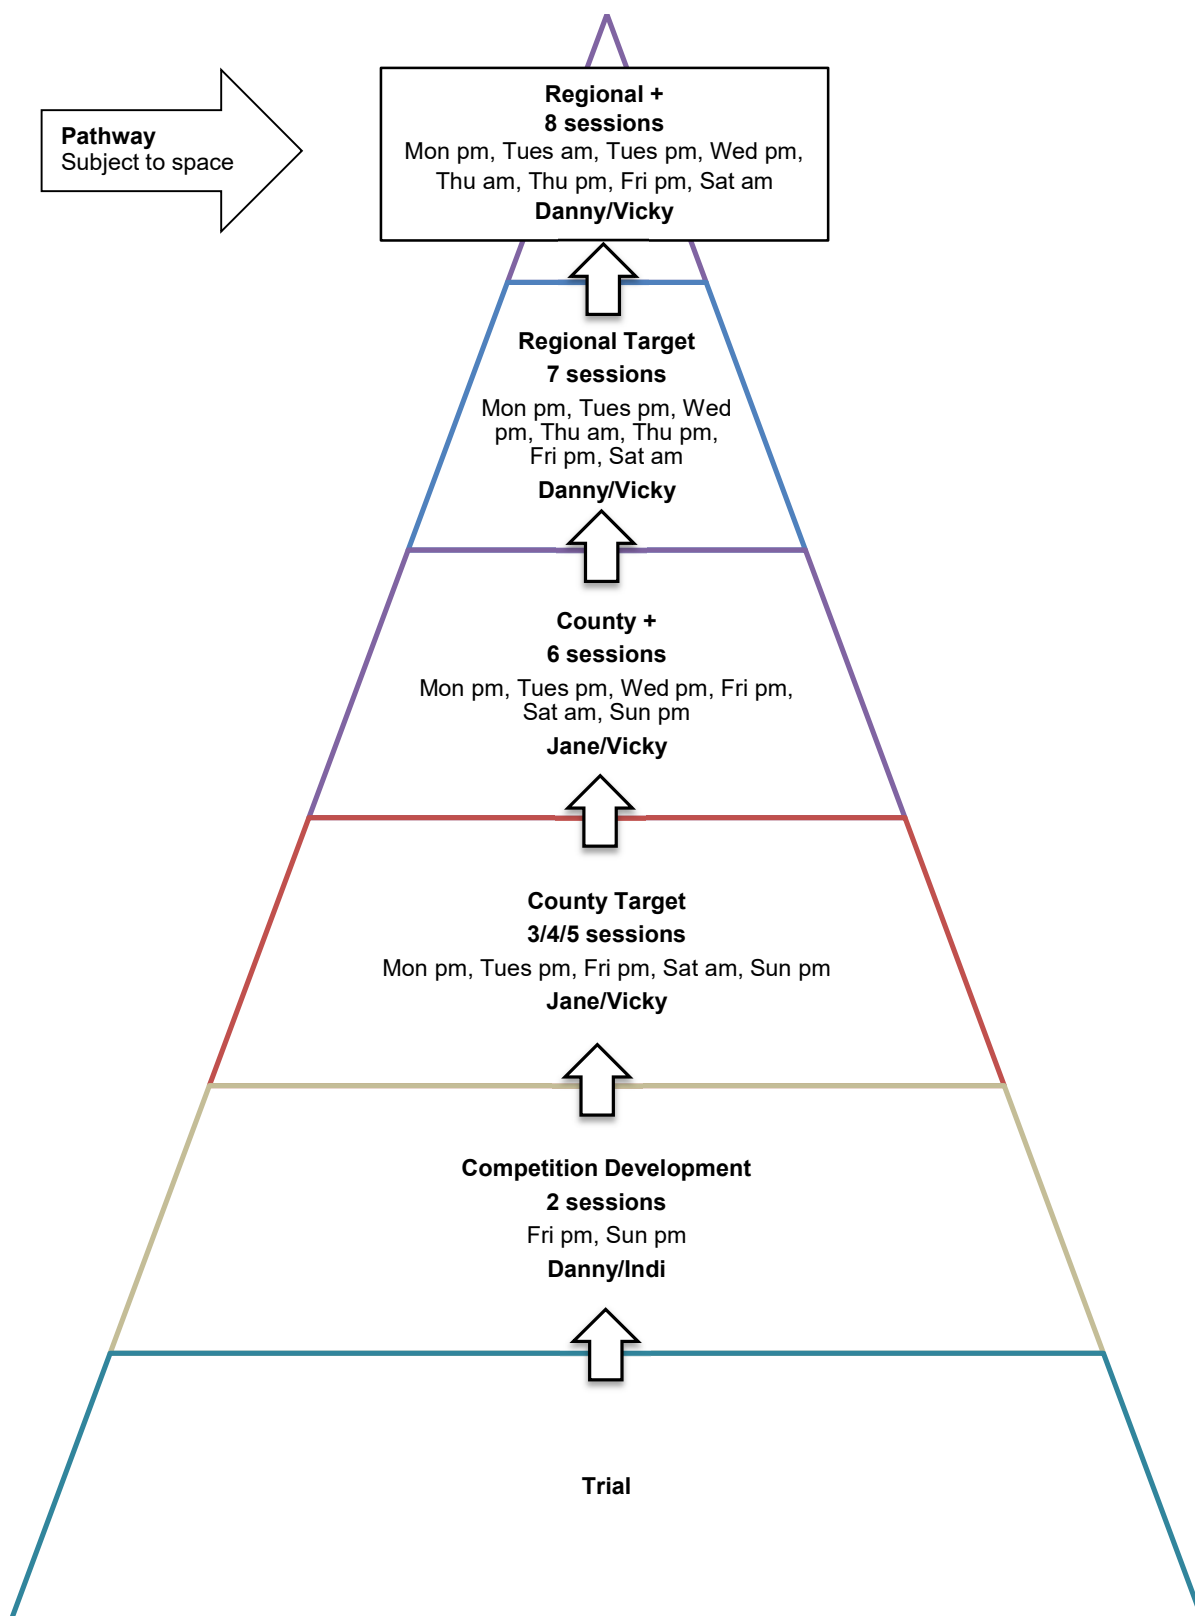 Pathway
Subject to space
Regional +
8 sessions
Mon pm, Tues am, Tues pm, Wed pm,
Thu am, Thu pm, Fri pm, Sat am
Danny/Vicky
Regional Target
7 sessions
Mon pm, Tues pm, Wed
pm, Thu am, Thu pm,
Fri pm, Sat am
Danny/Vicky
County +
6 sessions
Mon pm, Tues pm, Wed pm, Fri pm,
Sat am, Sun pm
Jane/Vicky
County Target
3/4/5 sessions
Mon pm, Tues pm, Fri pm, Sat am, Sun pm
Jane/Vicky
Competition Development
2 sessions
Fri pm, Sun pm
Danny/Indi
Trial